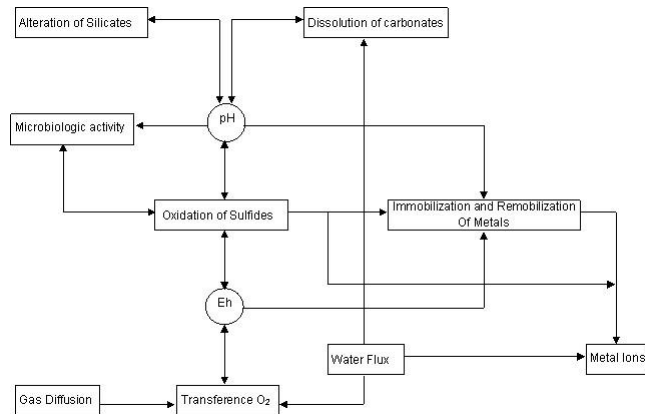 Alteration of Silicates
Dissolution of carbonates
pH
Microbiologic activity
Oxidation of Sulfides
Immobilization and Remobilization
Of Metals
Eh
Water Flux
Metal Ions
Gas Diffusion
Transference O₂